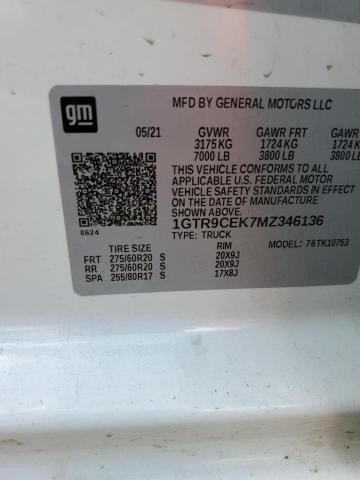 gm
MFD BY GENERAL MOTORS LLC
05/21 GVWR GAWR FRT GAW
3175 KG 1724 KG 1724
7000 LB 3800 LB 3800 LB
THIS VEHICLE CONFORMS TO ALL
APPLICABLE U.S. FEDERAL MOTOR
VEHICLE SAFETY STANDARDS IN EFFECT
ON THE DATE OF MANUFACTURE
SHOWN ABOVE.
1GTR9CEK7MZ346136
8624 TYPE: TRUCK
MODEL: 76TK10753
TIRE SIZE RIM
FRT 275/60R20 S 20X9J
RR 275/60R20 S 20X9J
SPA 255/80R17 S 17X8J